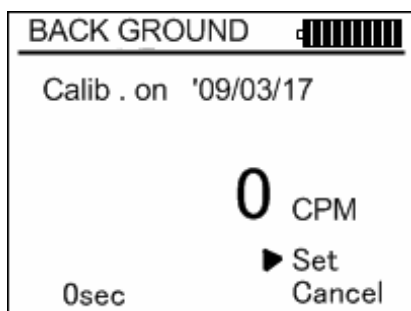 BACK GROUND
Calib . on '09/03/17
0 CPM
Set
0sec Cancel